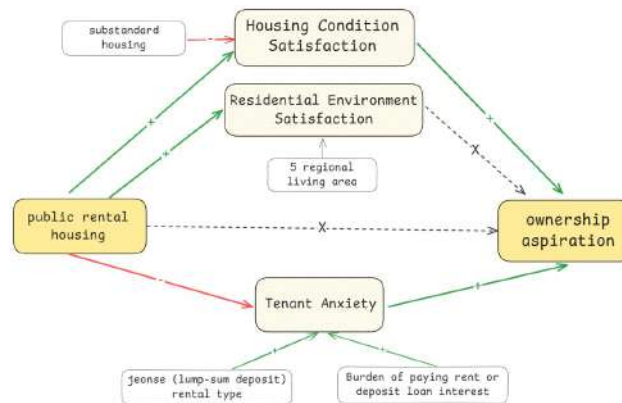 substandard
housing
Housing Condition
Satisfaction
Residential Environment
Satisfaction
5 regional
living area
public rental
housing
ownership
aspiration
Tenant Anxiety
jeonse (lump-sum deposit)
rental type
Burden of paying rent or
deposit loan interest
-
+
+
+
X
X
-
+
+
+